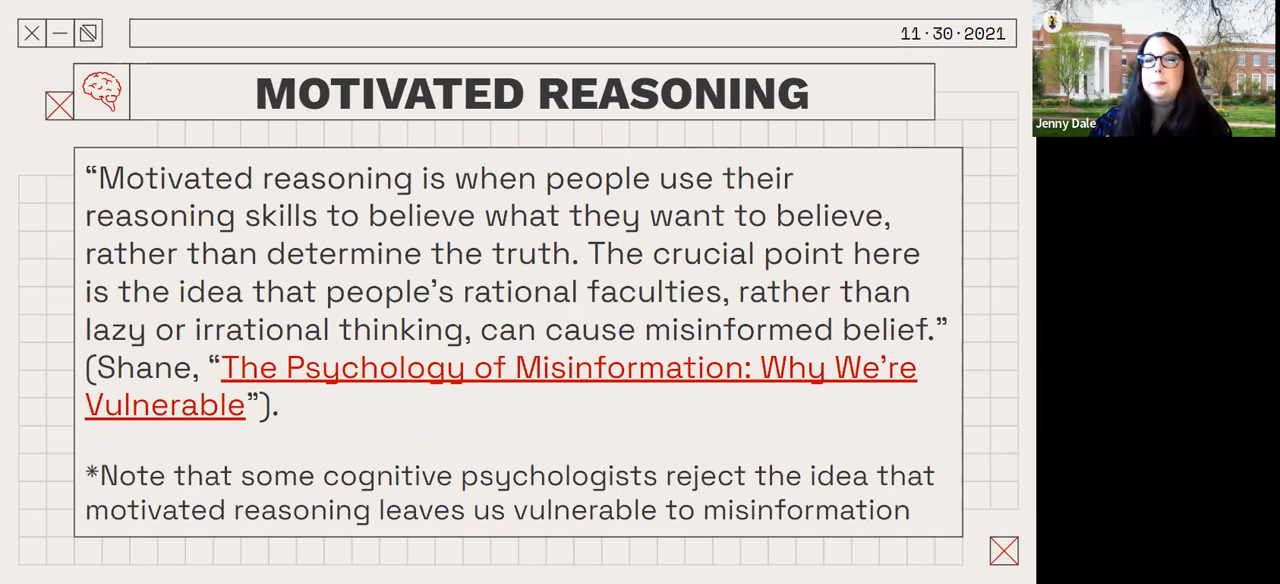 11·30·2021
MOTIVATED REASONING
“Motivated reasoning is when people use their
reasoning skills to believe what they want to believe,
rather than determine the truth. The crucial point here
is the idea that people’s rational faculties, rather than
lazy or irrational thinking, can cause misinformed belief.”
(Shane, “The Psychology of Misinformation: Why We’re
Vulnerable”).
*Note that some cognitive psychologists reject the idea that
motivated reasoning leaves us vulnerable to misinformation
Jenny Dale